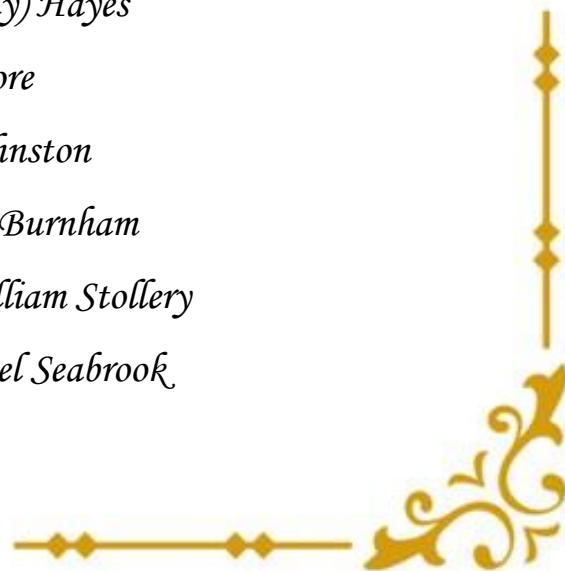 y) Hayes
ore
inston
Burnham
lliam Stollery
el Seabrook